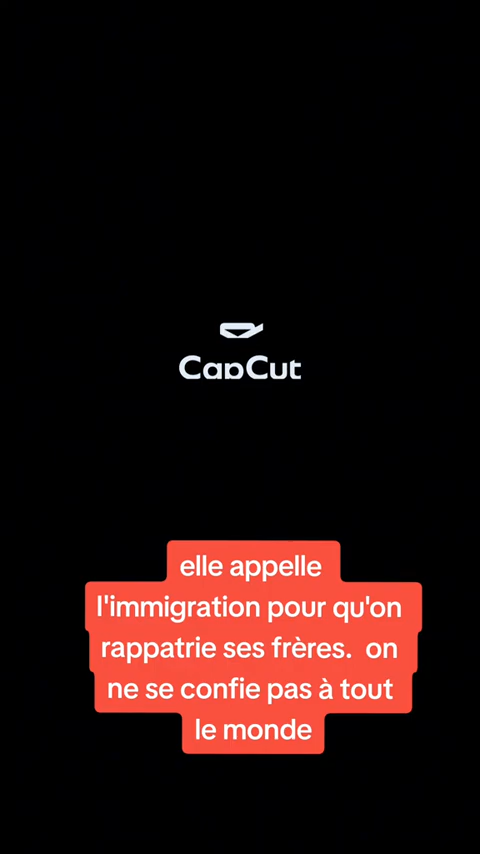 CapCut
elle appelle
l'immigration pour qu'on
rappatrie ses frères.  on
ne se confie pas à tout
le monde